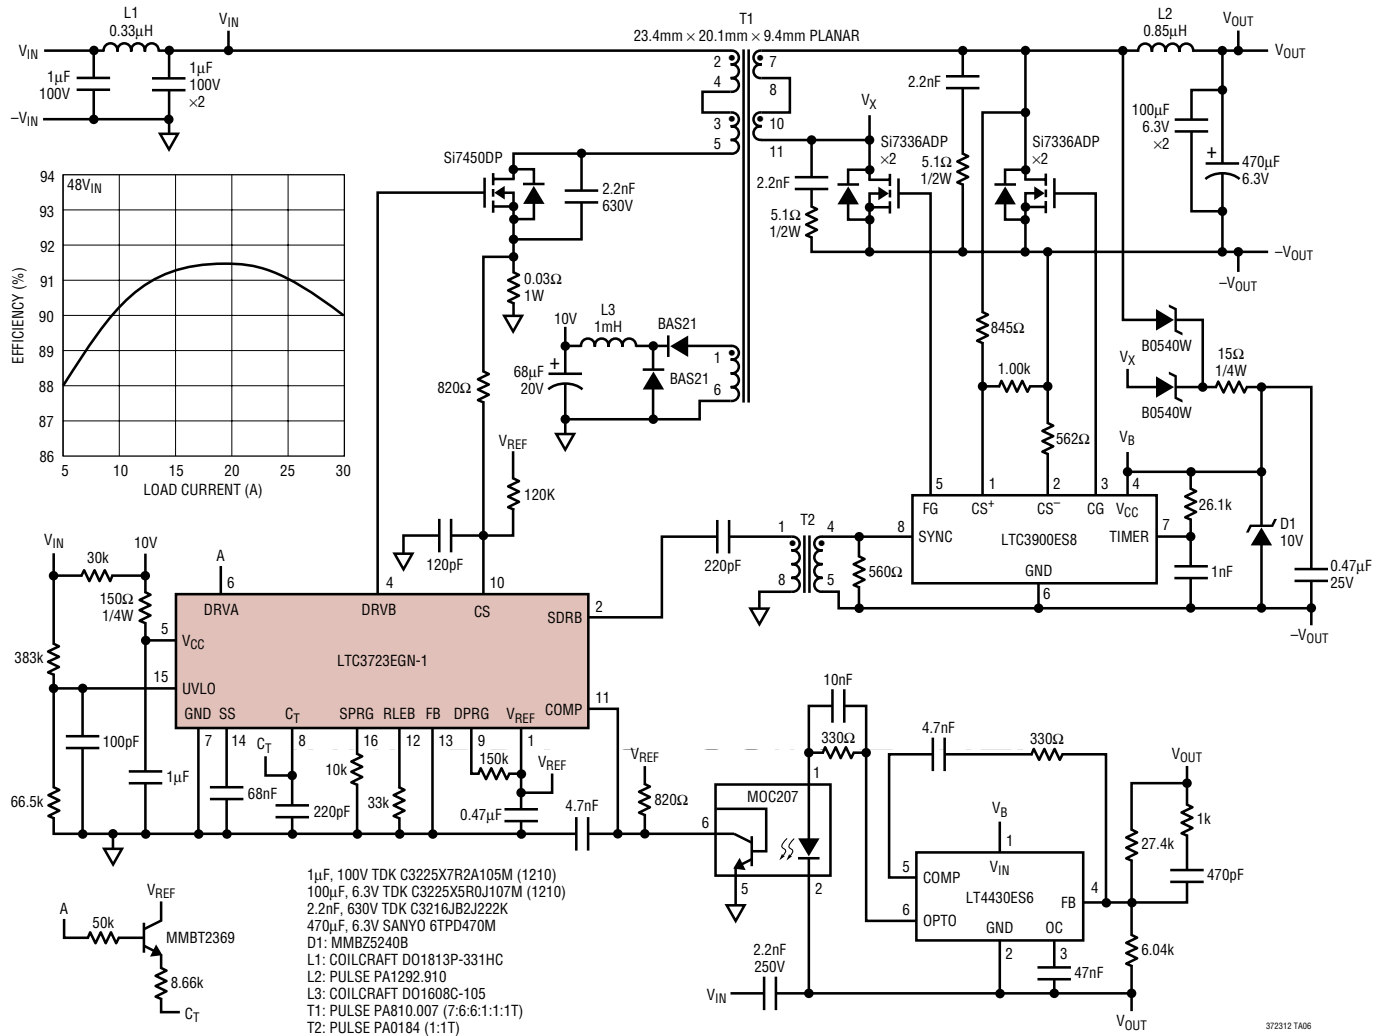 L1
0.33µH
VIN
VIN
1µF
100V
1µF
100V
×2
–VIN
T1
23.4mm × 20.1mm × 9.4mm PLANAR
2
4
3
5
7
8
10
11
L2
0.85µH
VOUT
VOUT
2.2nF
VX
Si7336ADP
×2
Si7336ADP
×2
5.1Ω
1/2W
2.2nF
5.1Ω
1/2W
100µF
6.3V
×2
+
470µF
6.3V
–VOUT
–VOUT
Si7450DP
2.2nF
630V
0.03Ω
1W
94
93
92
91
90
89
88
87
86
48VIN
EFFICIENCY (%)
5
10
15
20
25
30
LOAD CURRENT (A)
10V
L3
1mH
BAS21
BAS21
1
6
+
68µF
20V
820Ω
VREF
120K
120pF
845Ω
1.00k
562Ω
B0540W
VX
B0540W
15Ω
1/4W
VB
26.1k
D1
10V
0.47µF
25V
1nF
–VOUT
5
1
2
3
4
FG
CS+
CS–
CG
VCC
8
SYNC
LTC3900ES8
TIMER
7
GND
6
T2
1
4
8
5
220pF
560Ω
VIN
30k
10V
150Ω
1/4W
383k
66.5k
100pF
1µF
A
6
4
10
DRVA
DRVB
CS
SDRB
2
5
VCC
LTC3723EGN-1
15
UVLO
COMP
11
GND
SS
CT
SPRG
RLEB
FB
DPRG
VREF
7
14
8
16
12
13
9
1
CT
68nF
220pF
10k
33k
150k
VREF
0.47µF
4.7nF
VREF
820Ω
10nF
330Ω
1
MOC207
6
5
2
4.7nF
330Ω
VB
1
VIN
5
COMP
LT4430ES6
FB
4
6
OPTO
GND
OC
2
3
47nF
VOUT
27.4k
1k
470pF
6.04k
VOUT
2.2nF
250V
VIN
A
50k
VREF
MMBT2369
8.66k
CT
1µF, 100V TDK C3225X7R2A105M (1210)
100µF, 6.3V TDK C3225X5R0J107M (1210)
2.2nF, 630V TDK C3216JB2J222K
470µF, 6.3V SANYO 6TPD470M
D1: MMBZ5240B
L1: COILCRAFT DO1813P-331HC
L2: PULSE PA1292.910
L3: COILCRAFT DO1608C-105
T1: PULSE PA810.007 (7:6:6:1:1:1T)
T2: PULSE PA0184 (1:1T)
372312 TA06